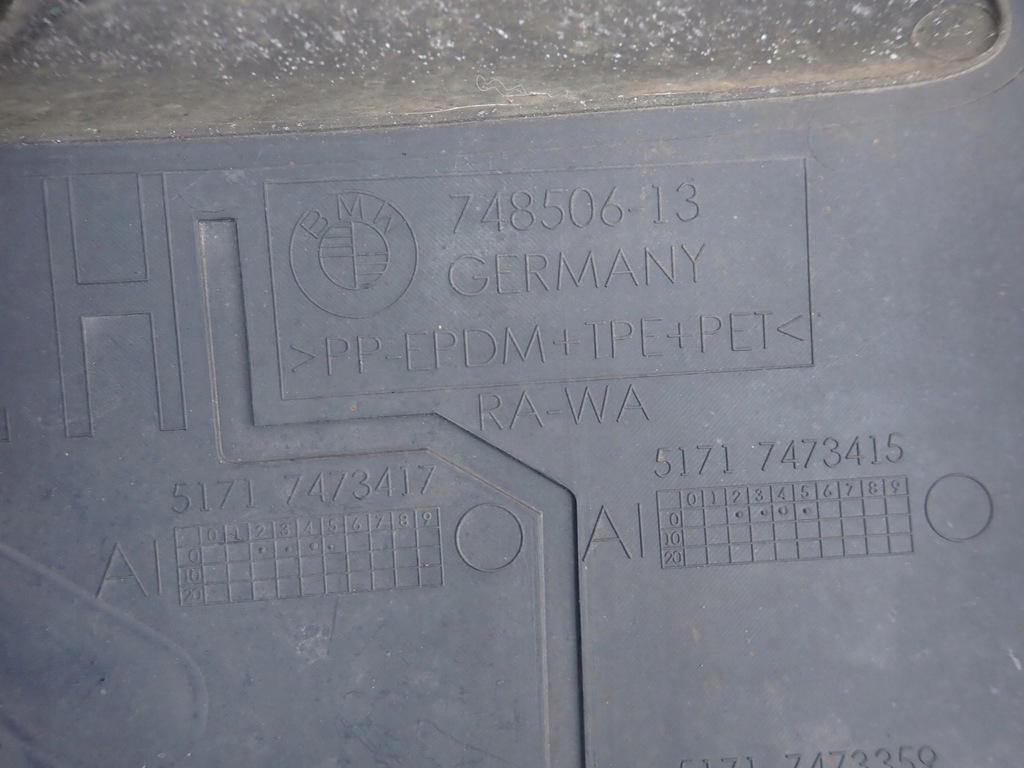 H
BMW
748506-13
GERMANY
>PP-EPDM+TPE+PET<
RA-WA
5171 7473417
AI
0 1 2 3 4 5 6 7 8 9
0
10
20
5171 7473415
AI
0 1 2 3 4 5 6 7 8 9
0
10
20
5171 7473359